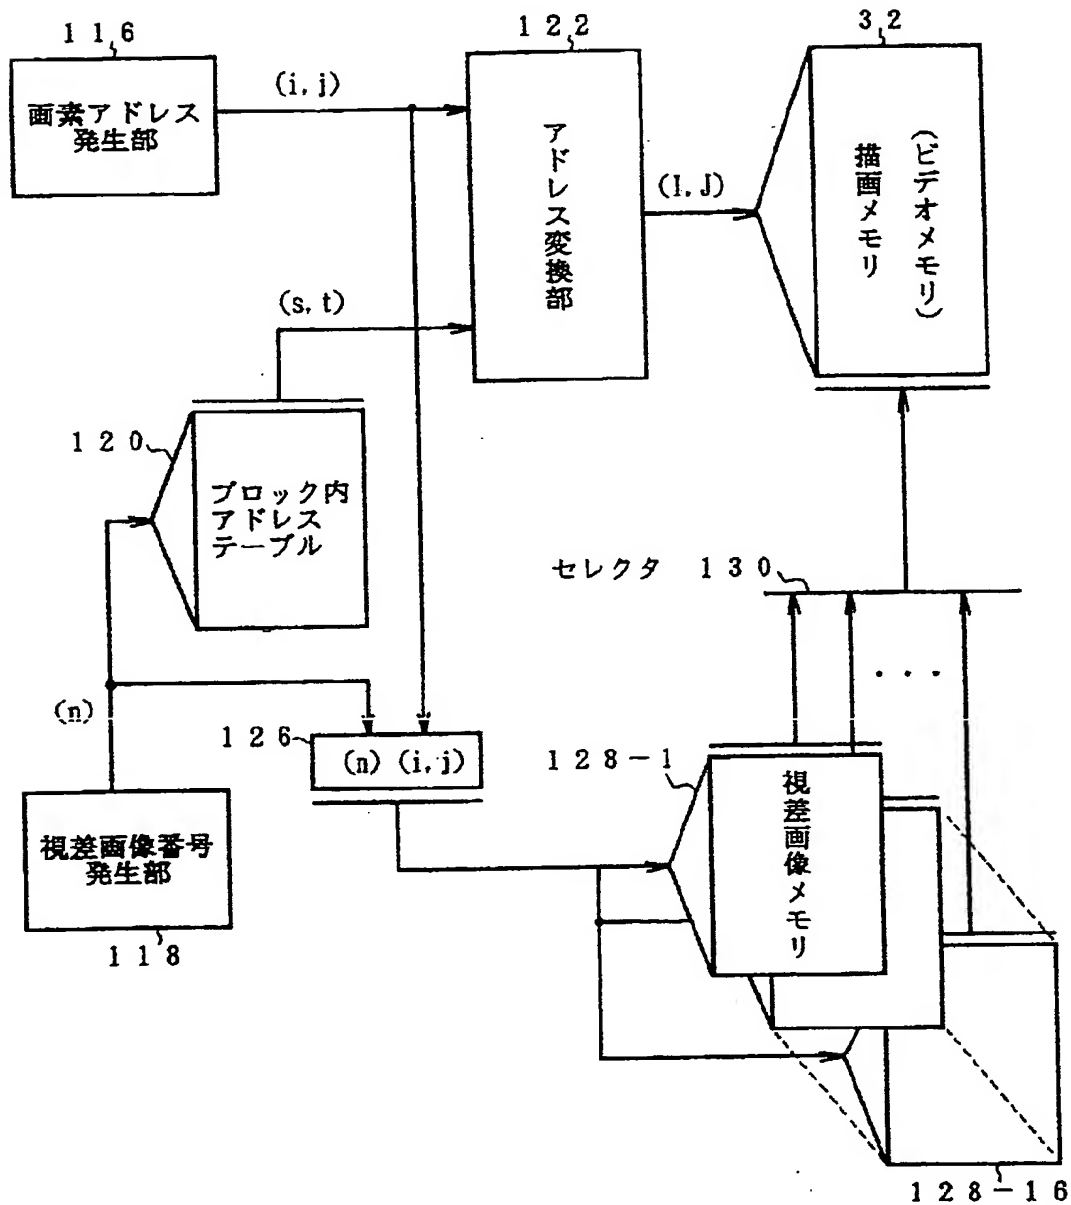 １１６
画素アドレス
発生部
(i, j)
１２２
アドレス変換部
(I, J)
３２
描画メモリ
(ビデオメモリ)
(s, t)
１２０
ブロック内
アドレス
テーブル
セレクタ １３０
・・・
(n)
１２６
(n) (i, j)
１２８－１
視差画像メモリ
視差画像番号
発生部
１１８
１２８－１６